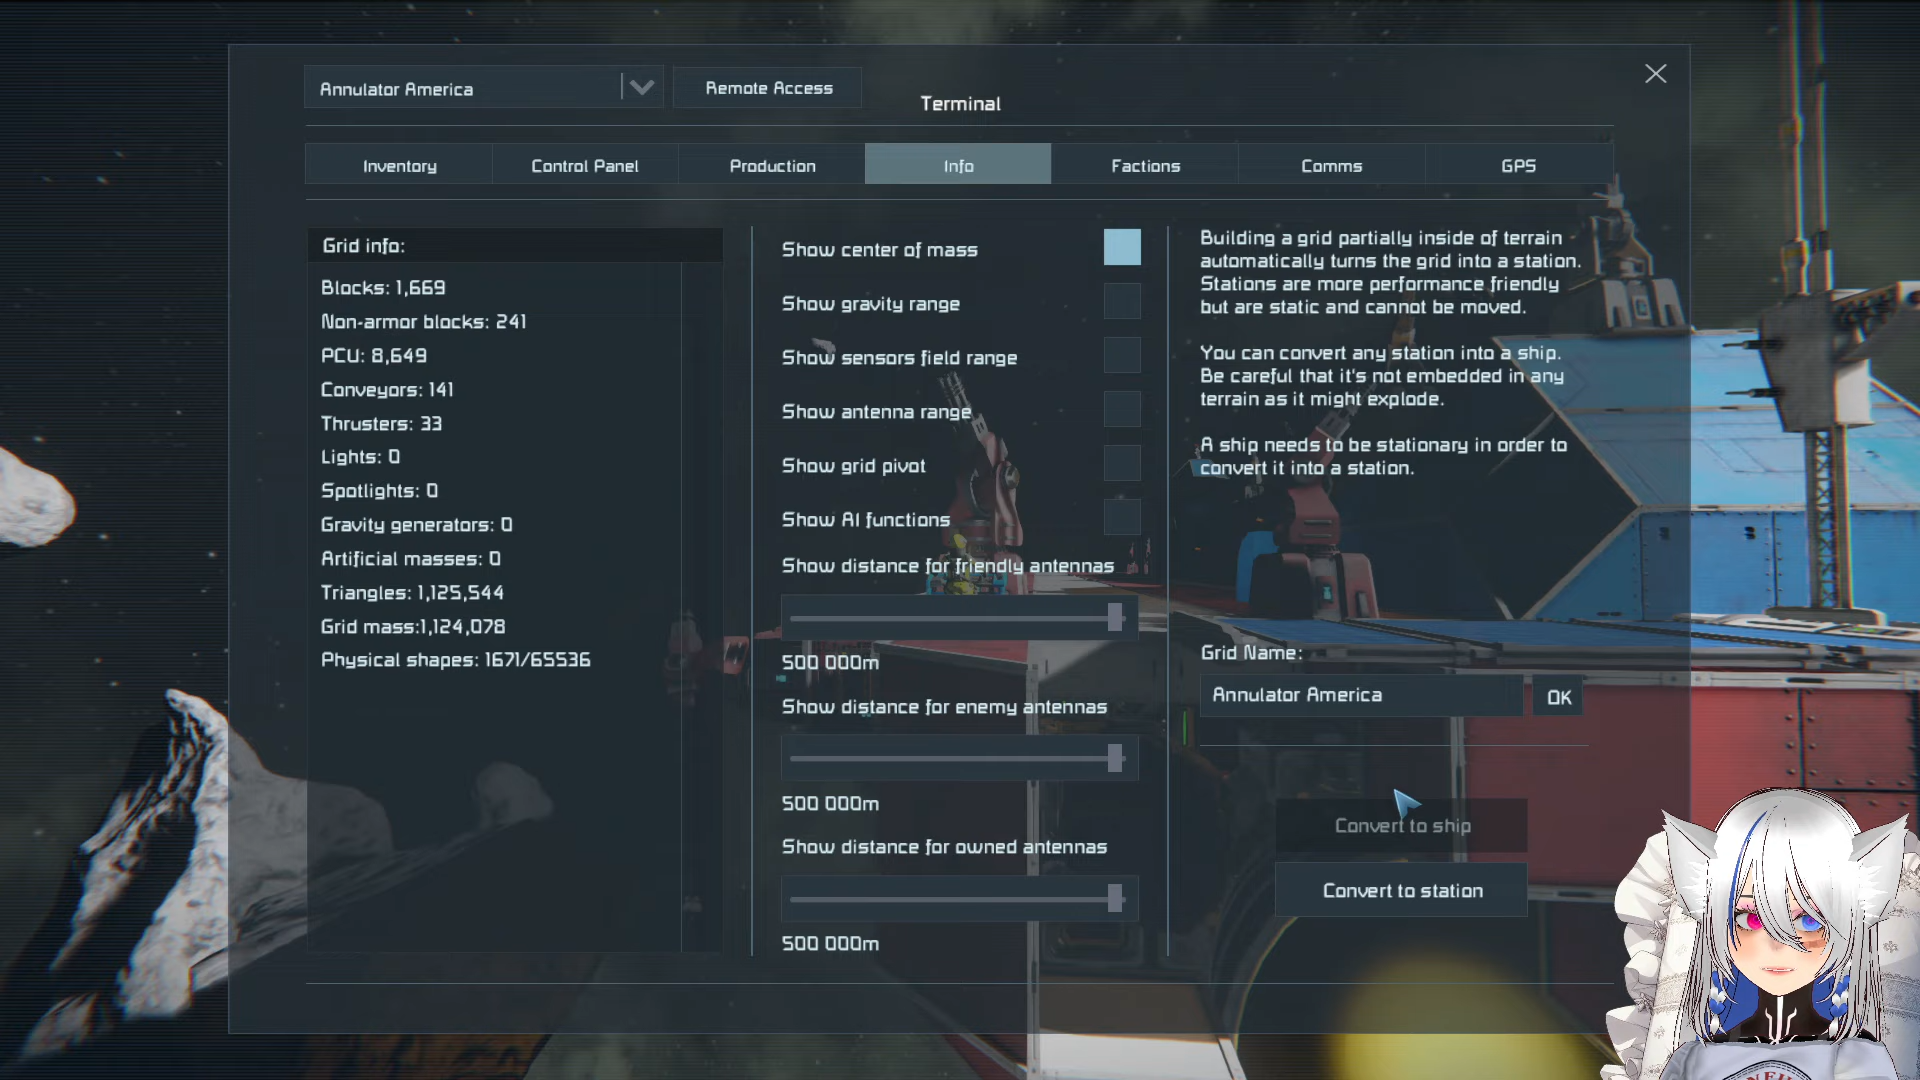 Annulator America
Remote Access
Terminal
Inventory
Control Panel
Production
Info
Factions
Comms
GPS
Grid info:
Blocks: 1,669
Non-armor blocks: 241
PCU: 8,649
Conveyors: 141
Thrusters: 33
Lights: 0
Spotlights: 0
Gravity generators: 0
Artificial masses: 0
Triangles: 1,125,544
Grid mass:1,124,078
Physical shapes: 1671/65536
Show center of mass
Show gravity range
Show sensors field range
Show antenna range
Show grid pivot
Show AI functions
Show distance for friendly antennas
500 000m
Show distance for enemy antennas
500 000m
Show distance for owned antennas
500 000m
Building a grid partially inside of terrain
automatically turns the grid into a station.
Stations are more performance friendly
but are static and cannot be moved.
You can convert any station into a ship.
Be careful that it's not embedded in any
terrain as it might explode.
A ship needs to be stationary in order to
convert it into a station.
Grid Name:
Annulator America
OK
Convert to ship
Convert to station